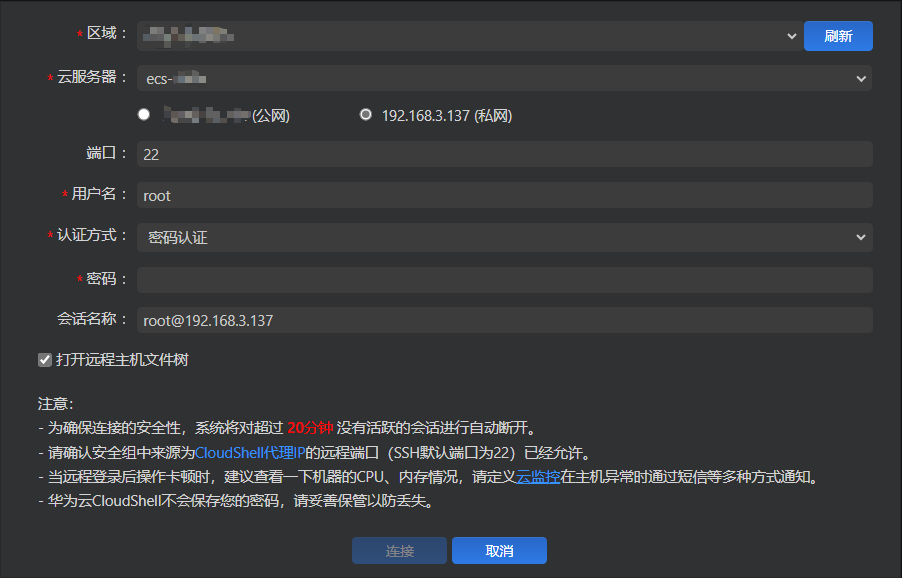 * 区域：
刷新
* 云服务器： ecs-
(公网) 192.168.3.137 (私网)
端口： 22
* 用户名： root
* 认证方式： 密码认证
* 密码：
会话名称： root@192.168.3.137
打开远程主机文件树
注意:
- 为确保连接的安全性，系统将对超过 20分钟 没有活跃的会话进行自动断开。
- 请确认安全组中来源为CloudShell代理IP的远程端口（SSH默认端口为22）已经允许。
- 当远程登录后操作卡顿时，建议查看一下机器的CPU、内存情况，请定义云监控在主机异常时通过短信等多种方式通知。
- 华为云CloudShell不会保存您的密码，请妥善保管以防丢失。
连接 取消